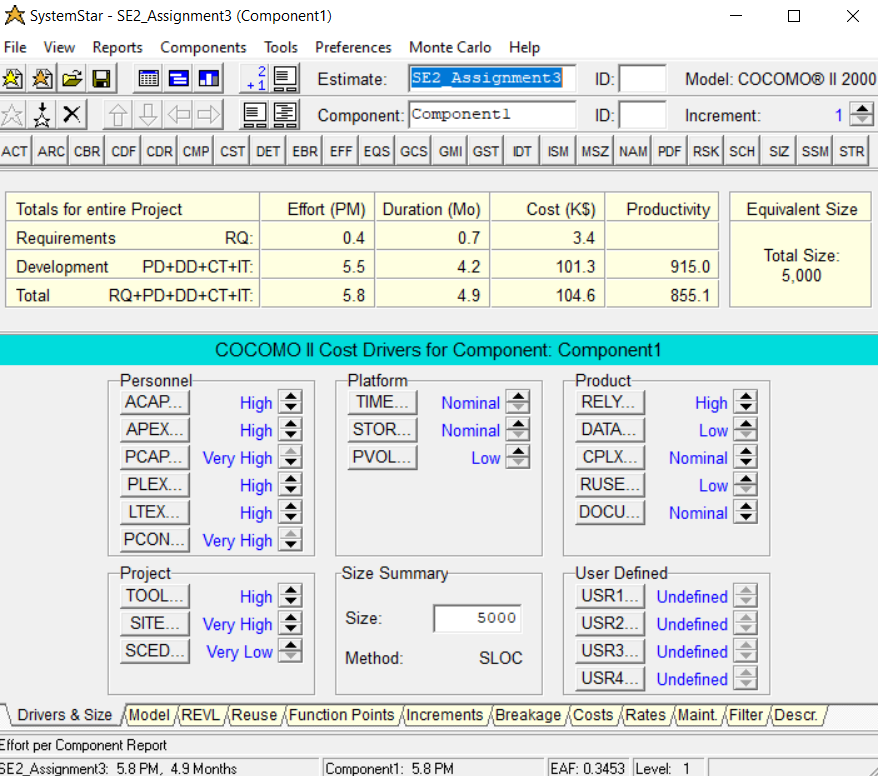 SystemStar - SE2_Assignment3 (Component1)
File View Reports Components Tools Preferences Monte Carlo Help
2 +1 Estimate: SE2_Assignment3 ID: Model: COCOMO® II 2000
Component: Component1 ID: Increment: 1
ACT ARC CBR CDF CDR CMP CST DET EBR EFF EQS GCS GMI GST IDT ISM MSZ NAM PDF RSK SCH SIZ SSM STR
Totals for entire Project Effort (PM) Duration (Mo) Cost (K$) Productivity Equivalent Size
Requirements RQ: 0.4 0.7 3.4
Total Size:
Development PD+DD+CT+IT: 5.5 4.2 101.3 915.0
5,000
Total RQ+PD+DD+CT+IT: 5.8 4.9 104.6 855.1
COCOMO II Cost Drivers for Component: Component1
Personnel Platform Product
ACAP... High TIME... Nominal RELY... High
APEX... High STOR... Nominal DATA... Low
PCAP... Very High PVOL... Low CPLX... Nominal
PLEX... High RUSE... Low
LTEX... High DOCU... Nominal
PCON... Very High
Project Size Summary User Defined
TOOL... High USR1... Undefined
SITE... Very High Size: 5000 USR2... Undefined
SCED... Very Low Method: SLOC USR3... Undefined
USR4... Undefined
Drivers & Size Model REVL Reuse Function Points Increments Breakage Costs Rates Maint. Filter Descr.
Effort per Component Report
SE2_Assignment3: 5.8 PM, 4.9 Months Component1: 5.8 PM EAF: 0.3453 Level: 1